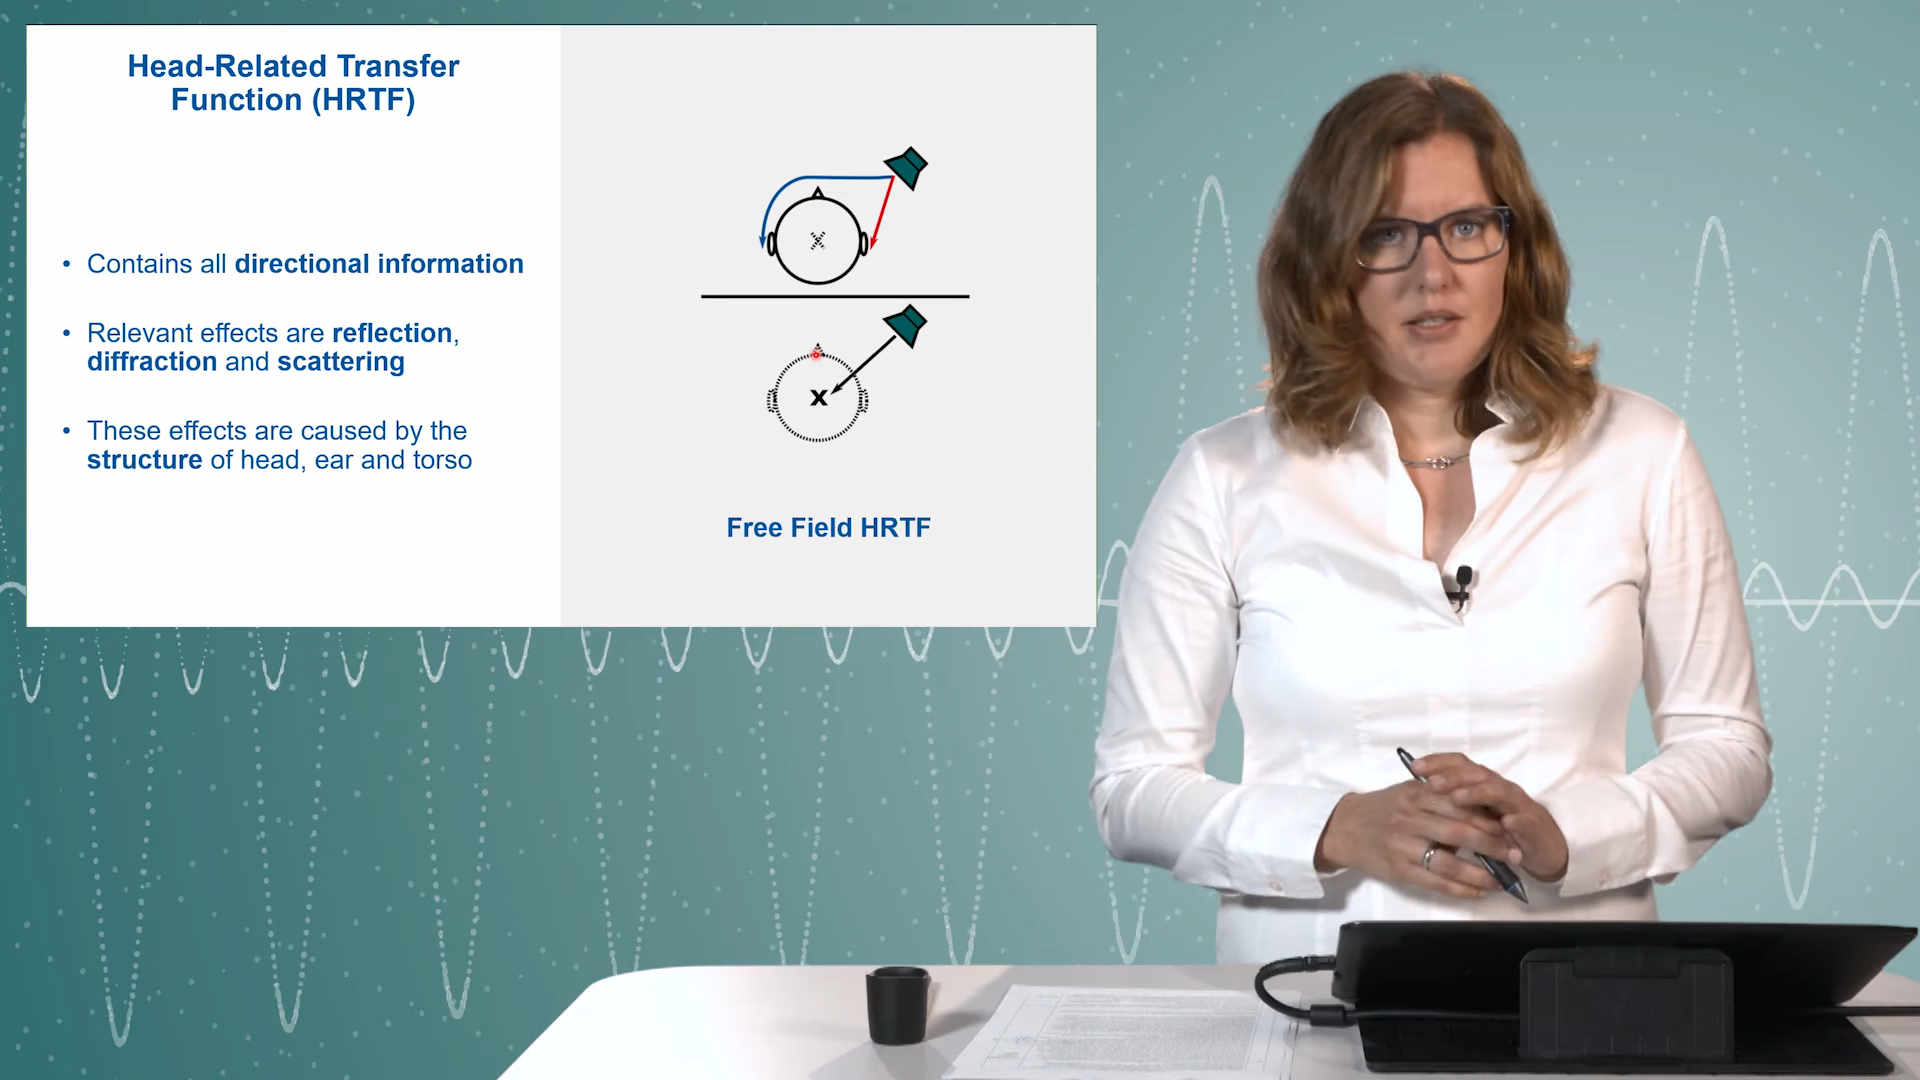 Head-Related Transfer
Function (HRTF)
• Contains all directional information
• Relevant effects are reflection,
diffraction and scattering
• These effects are caused by the
structure of head, ear and torso
x
x
Free Field HRTF